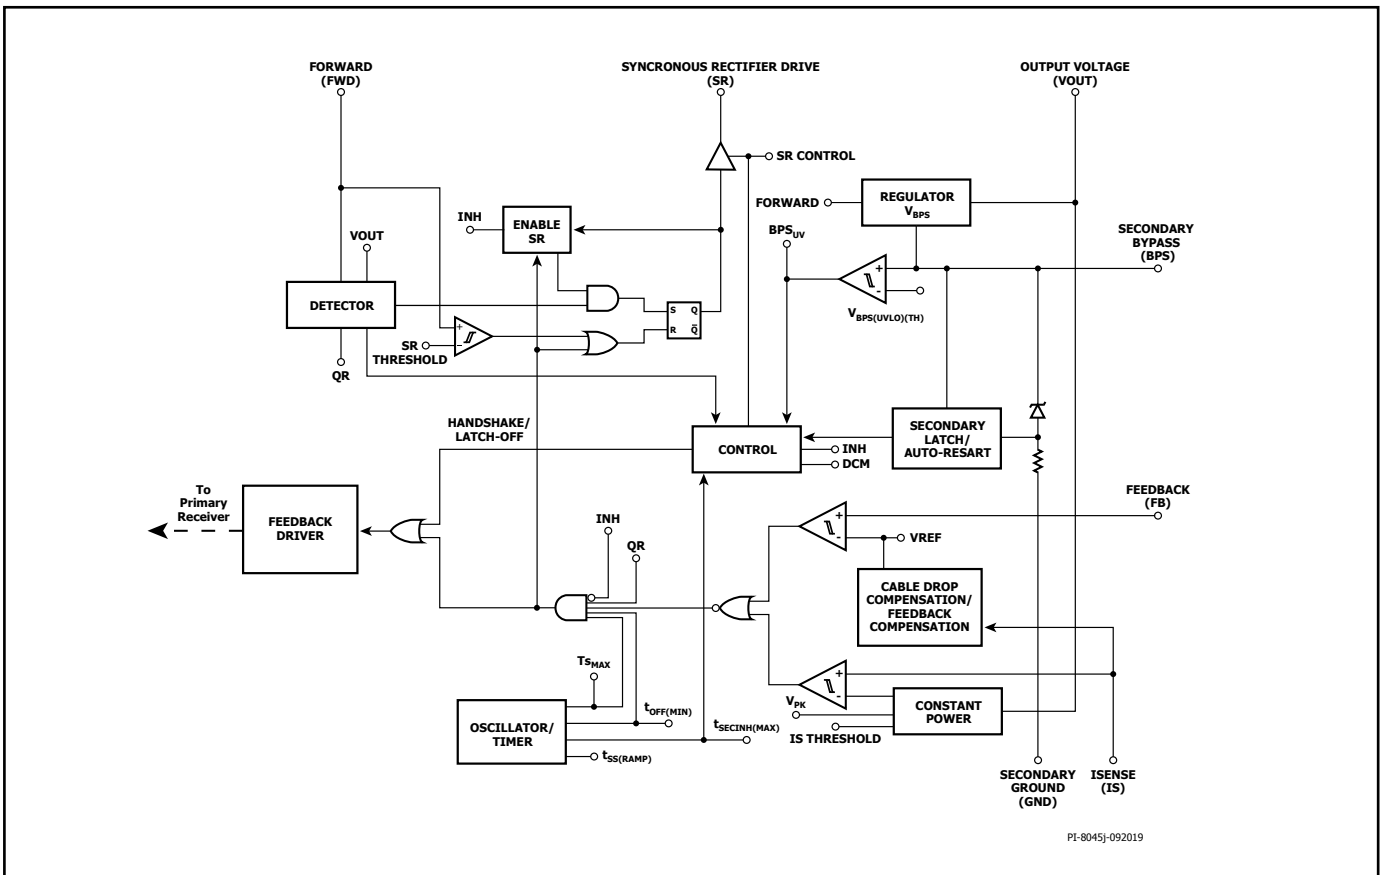 FORWARD
(FWD)
SYNCRONOUS RECTIFIER DRIVE
(SR)
OUTPUT VOLTAGE
(VOUT)
SR CONTROL
REGULATOR
VBPS
FORWARD
INH
ENABLE
SR
BPSUV
SECONDARY
BYPASS
(BPS)
VOUT
+
-
DETECTOR
S Q
R Q̅
VBPS(UVLO)(TH)
+
−
SR
THRESHOLD
QR
HANDSHAKE/
LATCH-OFF
CONTROL
SECONDARY
LATCH/
AUTO-RESART
INH
DCM
To
Primary
Receiver
FEEDBACK
DRIVER
FEEDBACK
(FB)
INH
QR
+
-
VREF
CABLE DROP
COMPENSATION/
FEEDBACK
COMPENSATION
TsMAX
+
-
OSCILLATOR/
TIMER
tOFF(MIN)
tSECINH(MAX)
tSS(RAMP)
VPK
IS THRESHOLD
CONSTANT
POWER
SECONDARY
GROUND
(GND)
ISENSE
(IS)
PI-8045j-092019